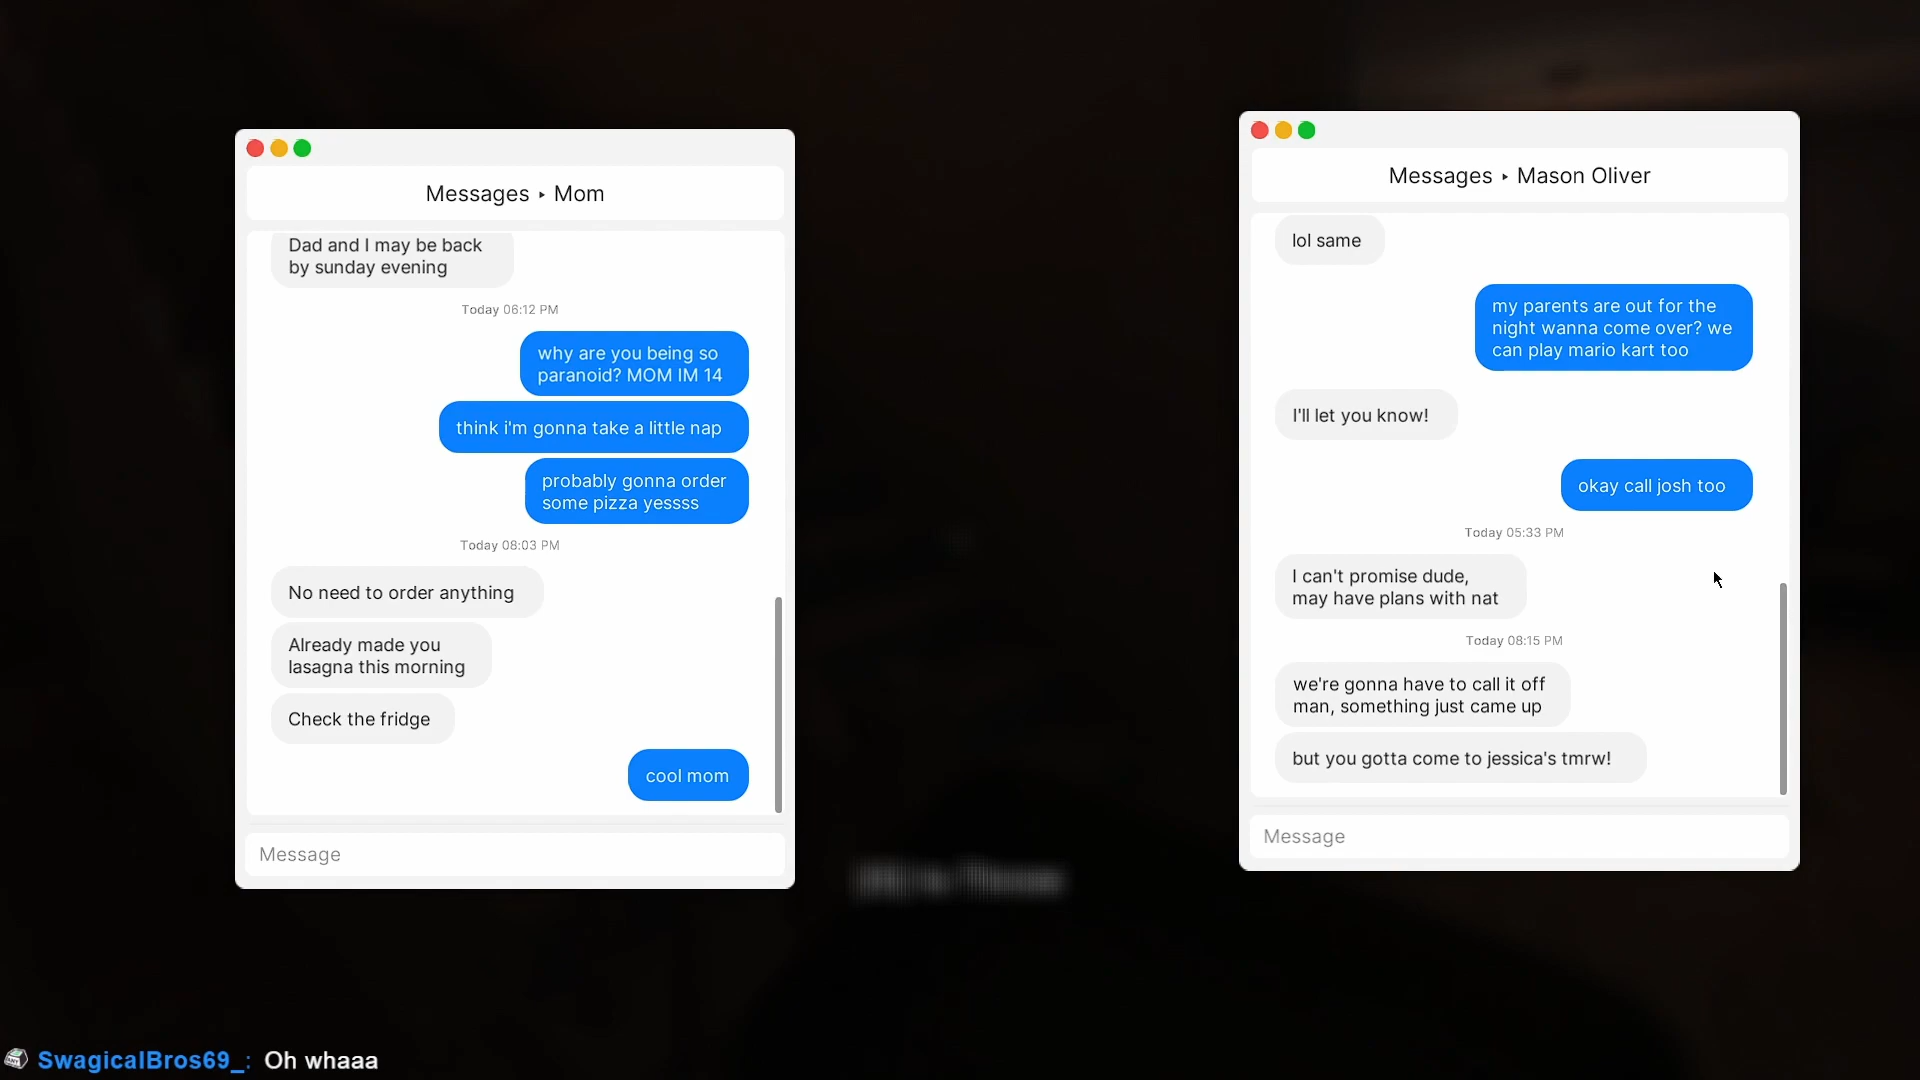 Messages ▸ Mom
Dad and I may be back
by sunday evening
Today 06:12 PM
why are you being so
paranoid? MOM IM 14
think i'm gonna take a little nap
probably gonna order
some pizza yessss
Today 08:03 PM
No need to order anything
Already made you
lasagna this morning
Check the fridge
cool mom
Message
Messages ▸ Mason Oliver
lol same
my parents are out for the
night wanna come over? we
can play mario kart too
I'll let you know!
okay call josh too
Today 05:33 PM
I can't promise dude,
may have plans with nat
Today 08:15 PM
we're gonna have to call it off
man, something just came up
but you gotta come to jessica's tmrw!
Message
SwagicalBros69_: Oh whaaa